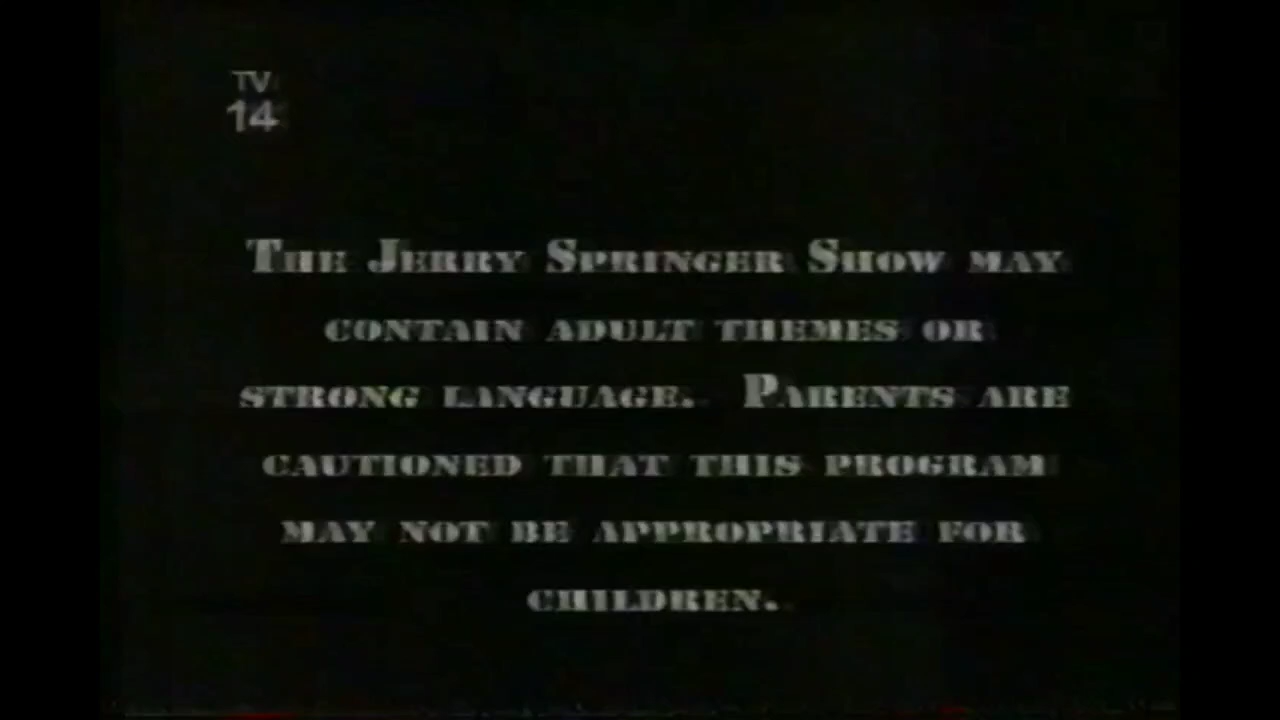 TV
14
The Jerry Springer Show may
contain adult themes or
strong language. Parents are
cautioned that this program
may not be appropriate for
children.